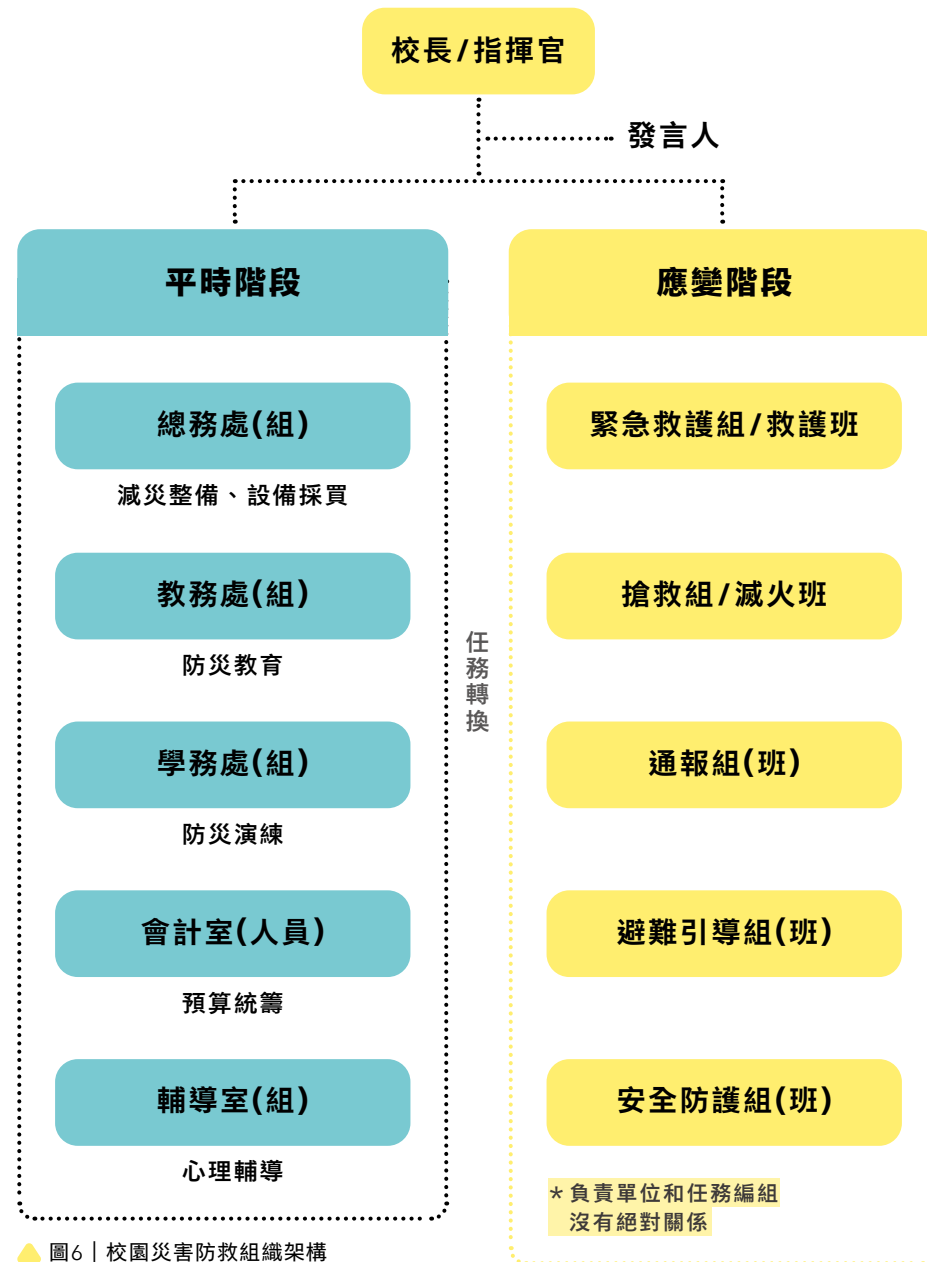 校長/指揮官
發言人
平時階段
總務處(組)
減災整備、設備採買
教務處(組)
防災教育
學務處(組)
防災演練
會計室(人員)
預算統籌
輔導室(組)
心理輔導
任務轉換
應變階段
緊急救護組/救護班
搶救組/滅火班
通報組(班)
避難引導組(班)
安全防護組(班)
*負責單位和任務編組
沒有絕對關係
圖6｜校園災害防救組織架構